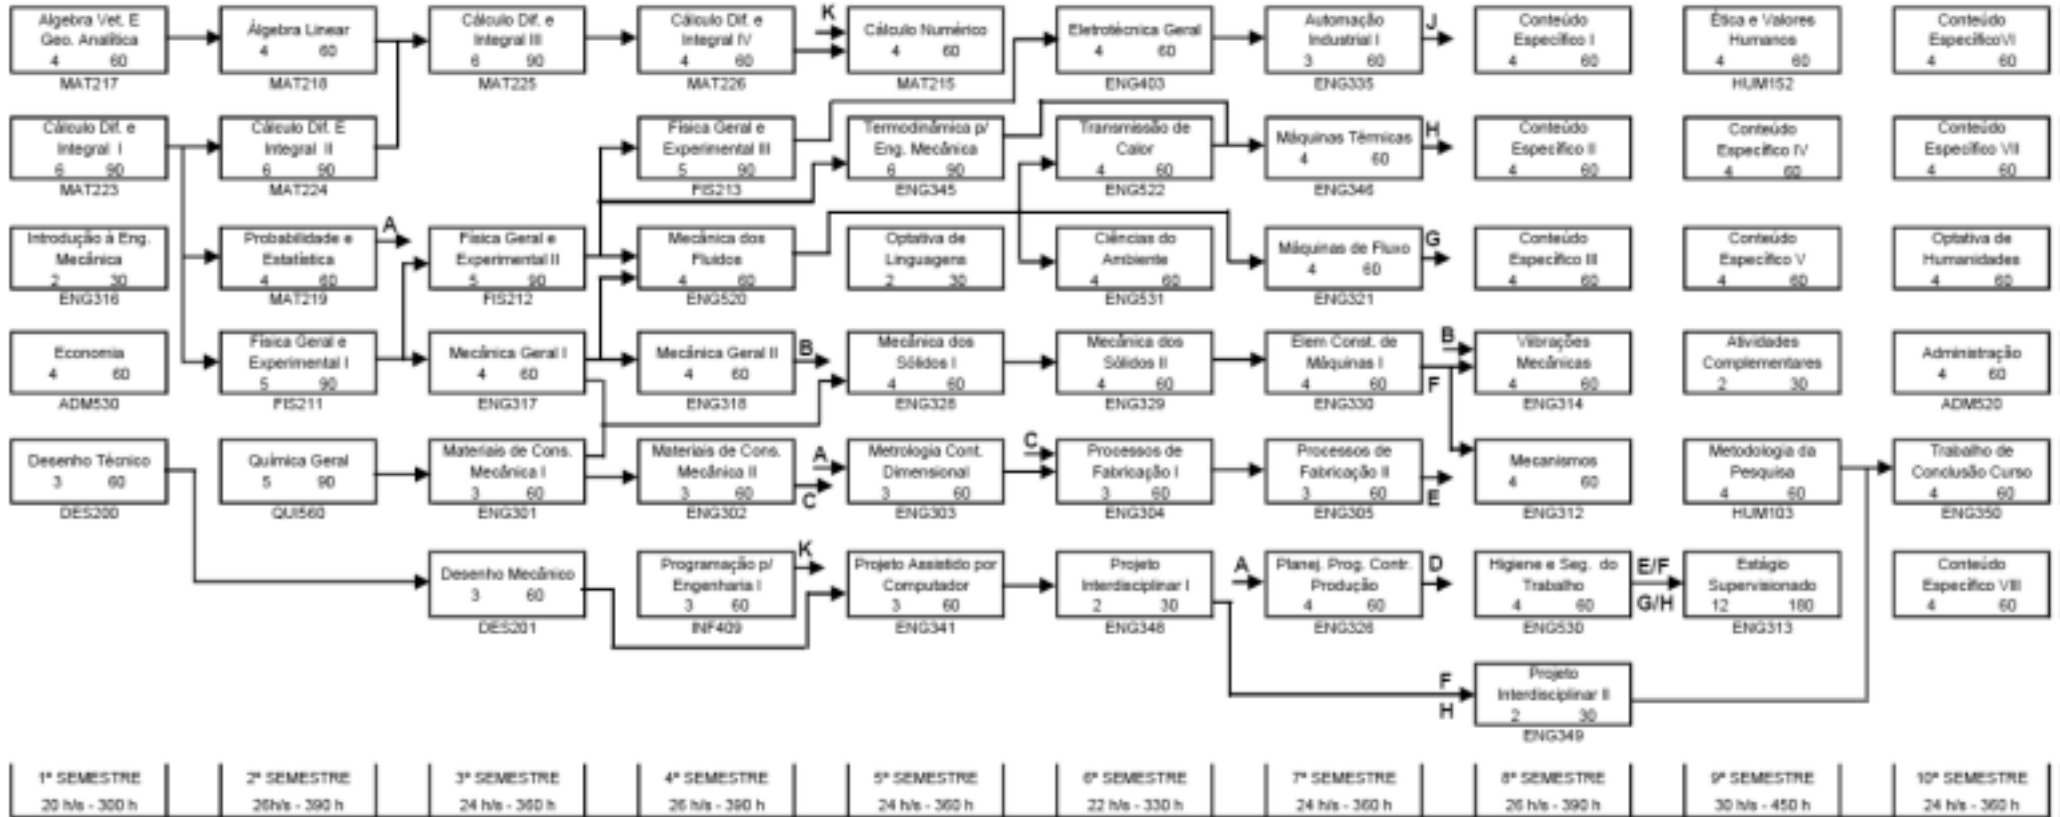 Algebra Vet. E
Geo. Analítica
4 60
MAT217
Álgebra Linear
4 60
MAT218
Cálculo Dif. e
Integral III
6 90
MAT225
Cálculo Dif. e
Integral IV
4 60
MAT226
K
Cálculo Numérico
4 60
MAT215
Eletrotécnica Geral
4 60
ENG403
Automação
Industrial I
3 60
ENG335
J
Conteúdo
Específico I
4 60
Ética e Valores
Humanos
4 60
HUM152
Conteúdo
EspecíficoVI
4 60
Cálculo Dif. e
Integral I
6 90
MAT223
Cálculo Dif. E
Integral II
6 90
MAT224
Física Geral e
Experimental III
5 90
FIS213
Termodinâmica p/
Eng. Mecânica
6 90
ENG345
Transmissão de
Calor
4 60
ENG522
Máquinas Térmicas
4 60
ENG346
H
Conteúdo
Específico II
4 60
Conteúdo
Específico IV
4 60
Conteúdo
Específico VII
4 60
Introdução à Eng.
Mecânica
2 30
ENG316
Probabilidade e
Estatística
4 60
MAT219
A
Física Geral e
Experimental II
5 90
FIS212
Mecânica dos
Fluidos
4 60
ENG520
Optativa de
Linguagens
2 30
Ciências do
Ambiente
4 60
ENG531
Máquinas de Fluxo
4 60
ENG321
G
Conteúdo
Específico III
4 60
Conteúdo
Específico V
4 60
Optativa de
Humanidades
4 60
Economia
4 60
ADM530
Física Geral e
Experimental I
5 90
FIS211
Mecânica Geral I
4 60
ENG317
Mecânica Geral II
4 60
ENG318
B
Mecânica dos
Sólidos I
4 60
ENG328
Mecânica dos
Sólidos II
4 60
ENG329
Elem Const. de
Máquinas I
4 60
ENG330
B
F
Vibrações
Mecânicas
4 60
ENG314
Atividades
Complementares
2 30
Administração
4 60
ADM520
Desenho Técnico
3 60
DES200
Química Geral
5 90
QUI560
Materiais de Cons.
Mecânica I
3 60
ENG301
Materiais de Cons.
Mecânica II
3 60
ENG302
A
C
Metrologia Cont.
Dimensional
3 60
ENG303
C
Processos de
Fabricação I
3 60
ENG304
Processos de
Fabricação II
3 60
ENG305
E
Mecanismos
4 60
ENG312
Metodologia da
Pesquisa
4 60
HUM103
Trabalho de
Conclusão Curso
4 60
ENG350
Desenho Mecânico
3 60
DES201
Programação p/
Engenharia I
3 60
INF409
K
Projeto Assistido por
Computador
3 60
ENG341
Projeto
Interdisciplinar I
2 30
ENG348
A
Planej. Prog. Contr.
Produção
4 60
ENG326
D
Higiene e Seg. do
Trabalho
4 60
ENG530
E/F
G/H
Estágio
Supervisionado
12 180
ENG313
Conteúdo
Específico VIII
4 60
F
H
Projeto
Interdisciplinar II
2 30
ENG349
1º SEMESTRE
20 h/s - 300 h
2º SEMESTRE
26h/s - 390 h
3º SEMESTRE
24 h/s - 360 h
4º SEMESTRE
26 h/s - 390 h
5º SEMESTRE
24 h/s - 360 h
6º SEMESTRE
22 h/s - 330 h
7º SEMESTRE
24 h/s - 360 h
8º SEMESTRE
26 h/s - 390 h
9º SEMESTRE
30 h/s - 450 h
10º SEMESTRE
24 h/s - 360 h